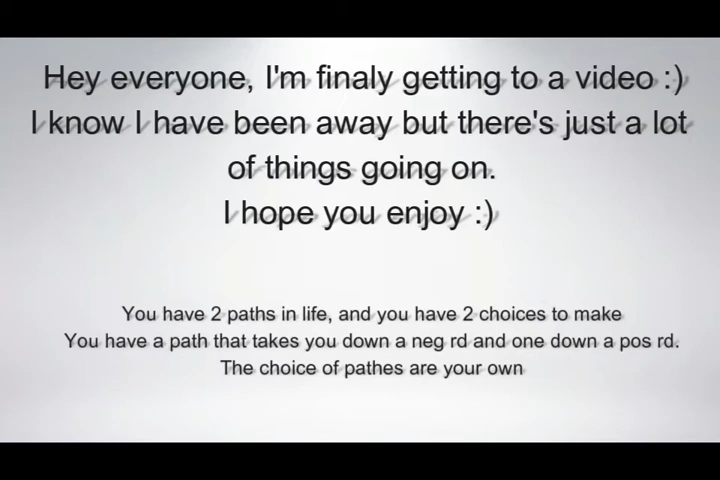 Hey everyone, I'm finaly getting to a video :)
I know I have been away but there's just a lot
of things going on.
I hope you enjoy :)
You have 2 paths in life, and you have 2 choices to make
You have a path that takes you down a neg rd and one down a pos rd.
The choice of pathes are your own